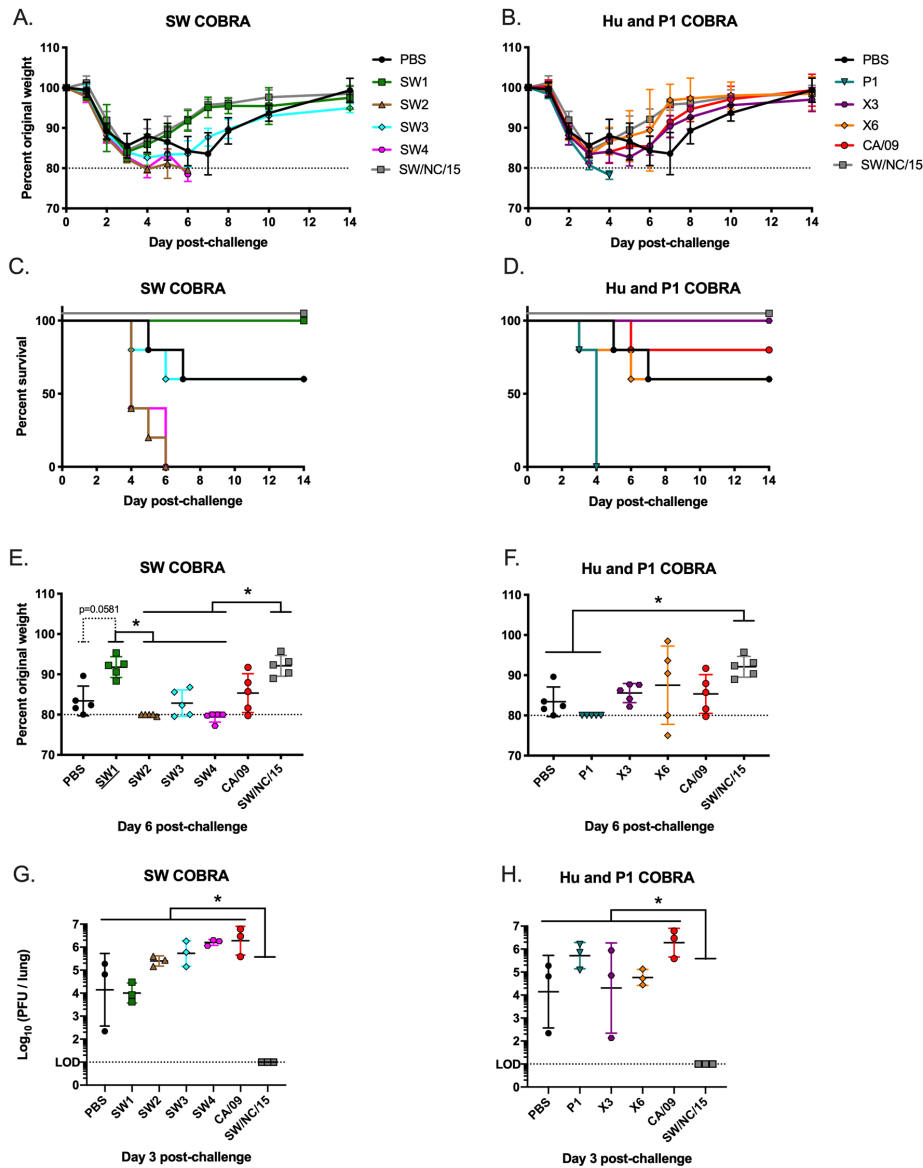 A.
SW COBRA
Percent original weight
110
100
90
80
70
0 2 4 6 8 10 12 14
Day post-challenge
PBS
SW1
SW2
SW3
SW4
SW/NC/15
B.
Hu and P1 COBRA
Percent original weight
110
100
90
80
70
0 2 4 6 8 10 12 14
Day post-challenge
PBS
P1
X3
X6
CA/09
SW/NC/15
C.
SW COBRA
Percent survival
100
50
0
0 2 4 6 8 10 12 14
Day post-challenge
D.
Hu and P1 COBRA
Percent survival
100
50
0
0 2 4 6 8 10 12 14
Day post-challenge
E.
SW COBRA
Percent original weight
110
100
90
80
70
p=0.0581
*
*
PBS SW1 SW2 SW3 SW4 CA/09 SW/NC/15
Day 6 post-challenge
F.
Hu and P1 COBRA
Percent original weight
110
100
90
80
70
*
PBS P1 X3 X6 CA/09 SW/NC/15
Day 6 post-challenge
G.
SW COBRA
Log10 (PFU / lung)
7
6
5
4
3
2
LOD
0
*
PBS SW1 SW2 SW3 SW4 CA/09 SW/NC/15
Day 3 post-challenge
H.
Hu and P1 COBRA
Log10 (PFU / lung)
7
6
5
4
3
2
LOD
0
*
PBS P1 X3 X6 CA/09 SW/NC/15
Day 3 post-challenge